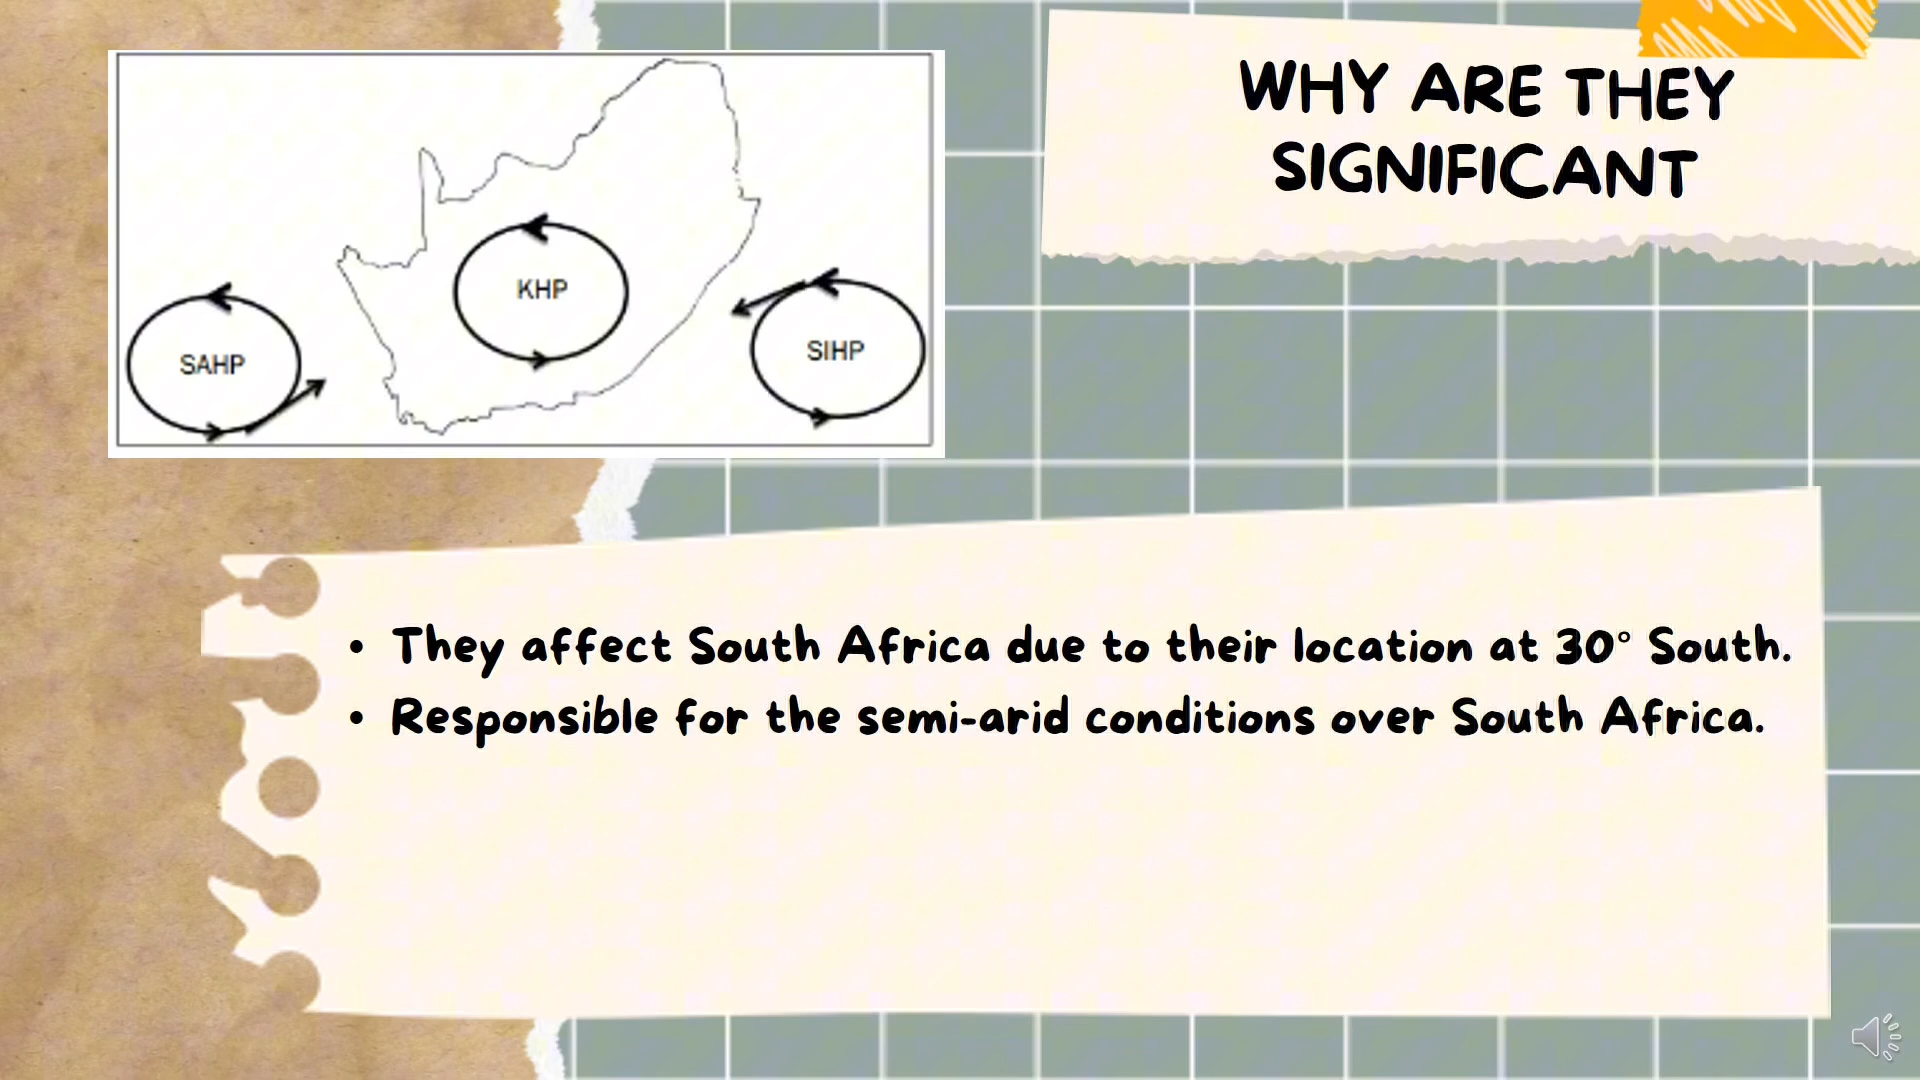 WHY ARE THEY
SIGNIFICANT
KHP
SAHP
SIHP
• They affect South Africa due to their location at 30° South.
• Responsible for the semi-arid conditions over South Africa.